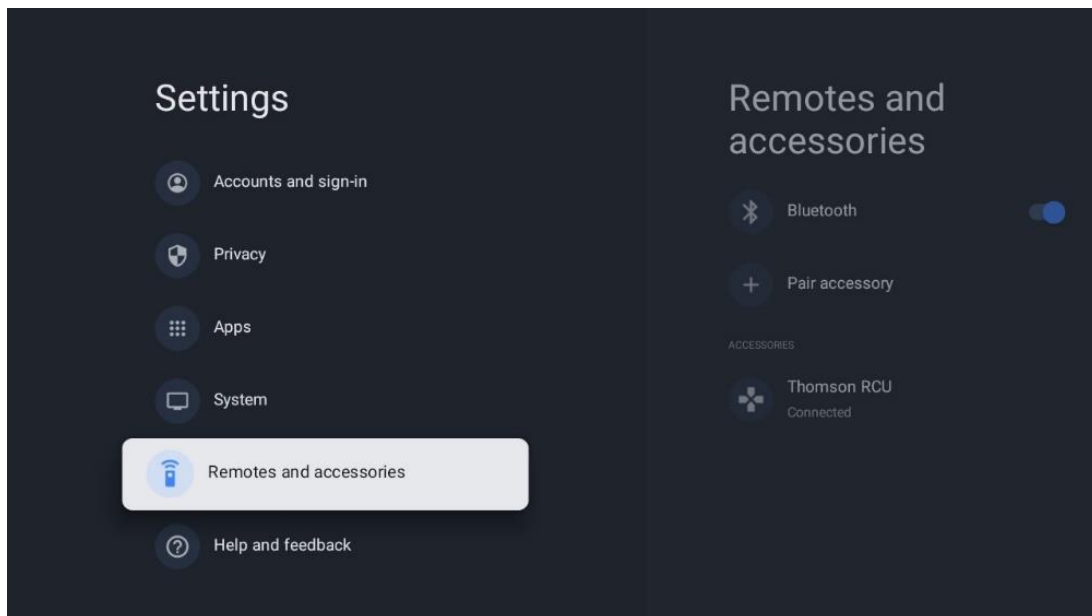 Settings
Accounts and sign-in
Privacy
Apps
System
Remotes and accessories
Help and feedback
Remotes and
accessories
Bluetooth
Pair accessory
ACCESSORIES
Thomson RCU
Connected